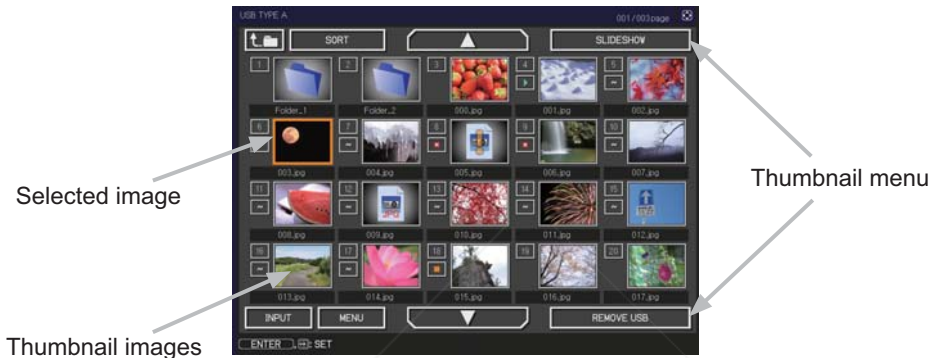 USB TYPE A 001/003page
SORT SLIDESHOW
1 2 3 4 5
Folder_1 Folder_2 000.jpg 001.jpg 002.jpg
6 7 8 9 10
003.jpg 004.jpg 005.jpg 006.jpg 007.jpg
11 12 13 14 15
JPG
008.jpg 009.jpg 010.jpg 011.jpg 012.jpg
16 17 18 19 20
013.jpg 014.jpg 015.jpg 016.jpg 017.jpg
INPUT MENU REMOVE USB
ENTER , : SET
Selected image
Thumbnail images
Thumbnail menu